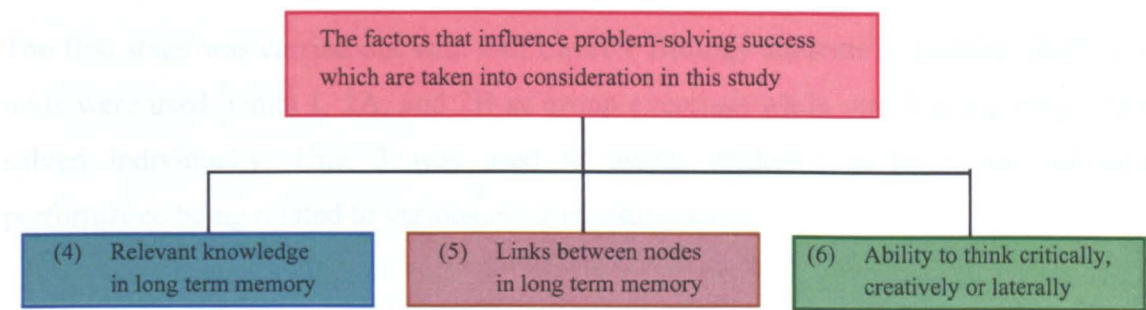 The factors that influence problem-solving success
which are taken into consideration in this study
(4) Relevant knowledge
in long term memory
(5) Links between nodes
in long term memory
(6) Ability to think critically,
creatively or laterally